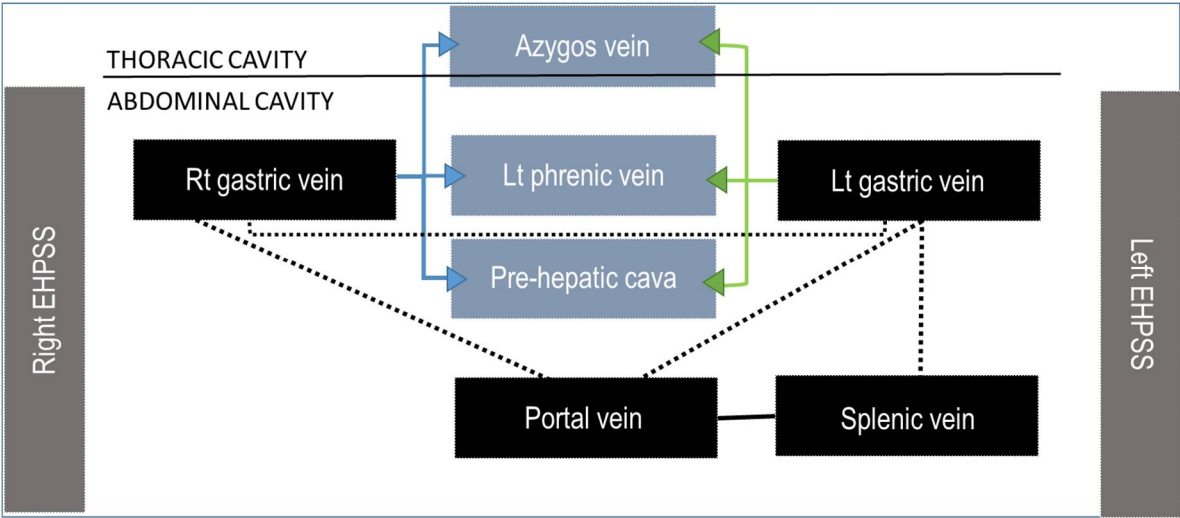 Azygos vein
THORACIC CAVITY
ABDOMINAL CAVITY
Rt gastric vein
Lt phrenic vein
Lt gastric vein
Pre-hepatic cava
Right EHPSS
Left EHPSS
Portal vein
Splenic vein